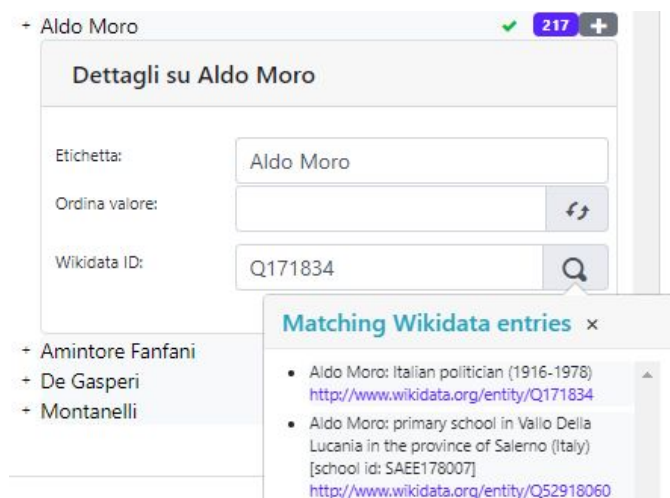 + Aldo Moro 217 +
Dettagli su Aldo Moro
Etichetta: Aldo Moro
Ordina valore:
Wikidata ID: Q171834
Matching Wikidata entries ×
• Aldo Moro: Italian politician (1916-1978)
http://www.wikidata.org/entity/Q171834
• Aldo Moro: primary school in Vallo Della
Lucania in the province of Salerno (Italy)
[school id: SAEE178007]
http://www.wikidata.org/entity/Q52918060
+ Amintore Fanfani
+ De Gasperi
+ Montanelli